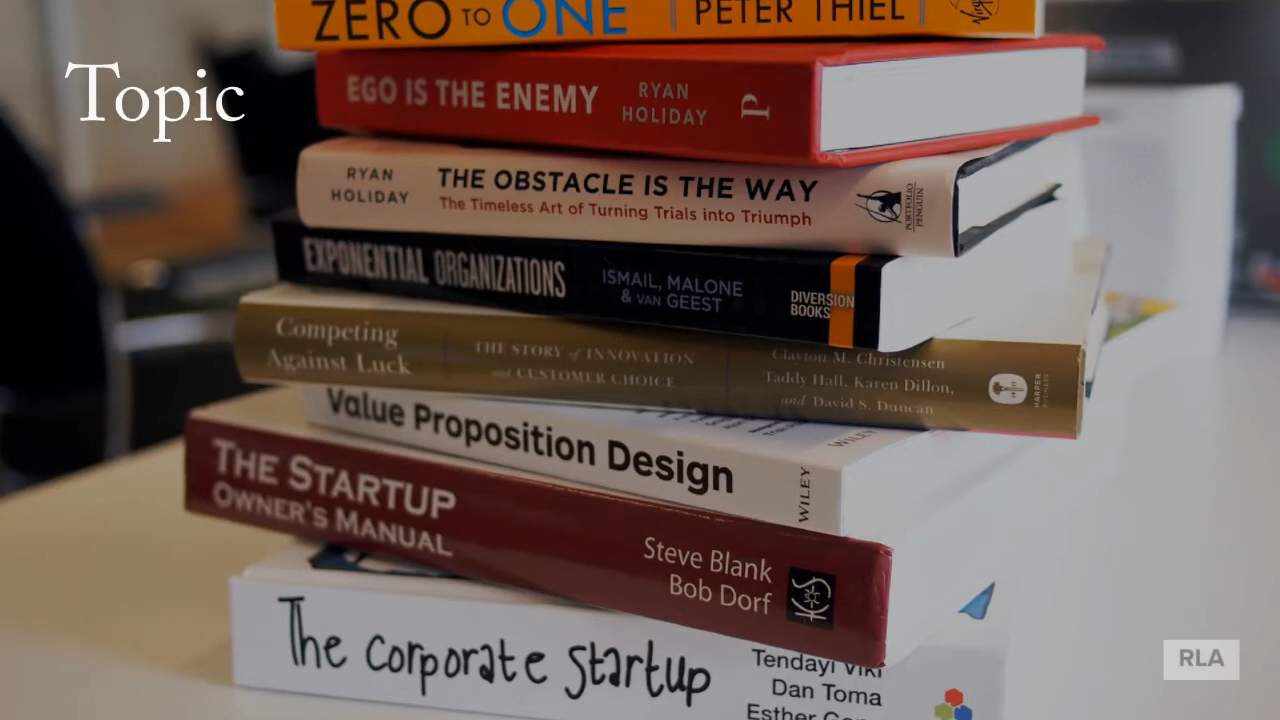 Topic
ZERO TO ONE PETER THIEL Virgin
EGO IS THE ENEMY RYAN HOLIDAY P
RYAN HOLIDAY THE OBSTACLE IS THE WAY
The Timeless Art of Turning Trials into Triumph
PORTFOLIO PENGUIN
EXPONENTIAL ORGANIZATIONS ISMAIL, MALONE
& VAN GEEST
DIVERSION
BOOKS
Competing
Against Luck
THE STORY of INNOVATION
and CUSTOMER CHOICE
Clayton M. Christensen
Taddy Hall, Karen Dillon,
and David S. Duncan
HARPER
Value Proposition Design
WILEY
WILEY
THE STARTUP
OWNER'S MANUAL
Steve Blank
Bob Dorf
K&S
The corporate startup
Tendayi Viki
Dan Toma
Esther
RLA